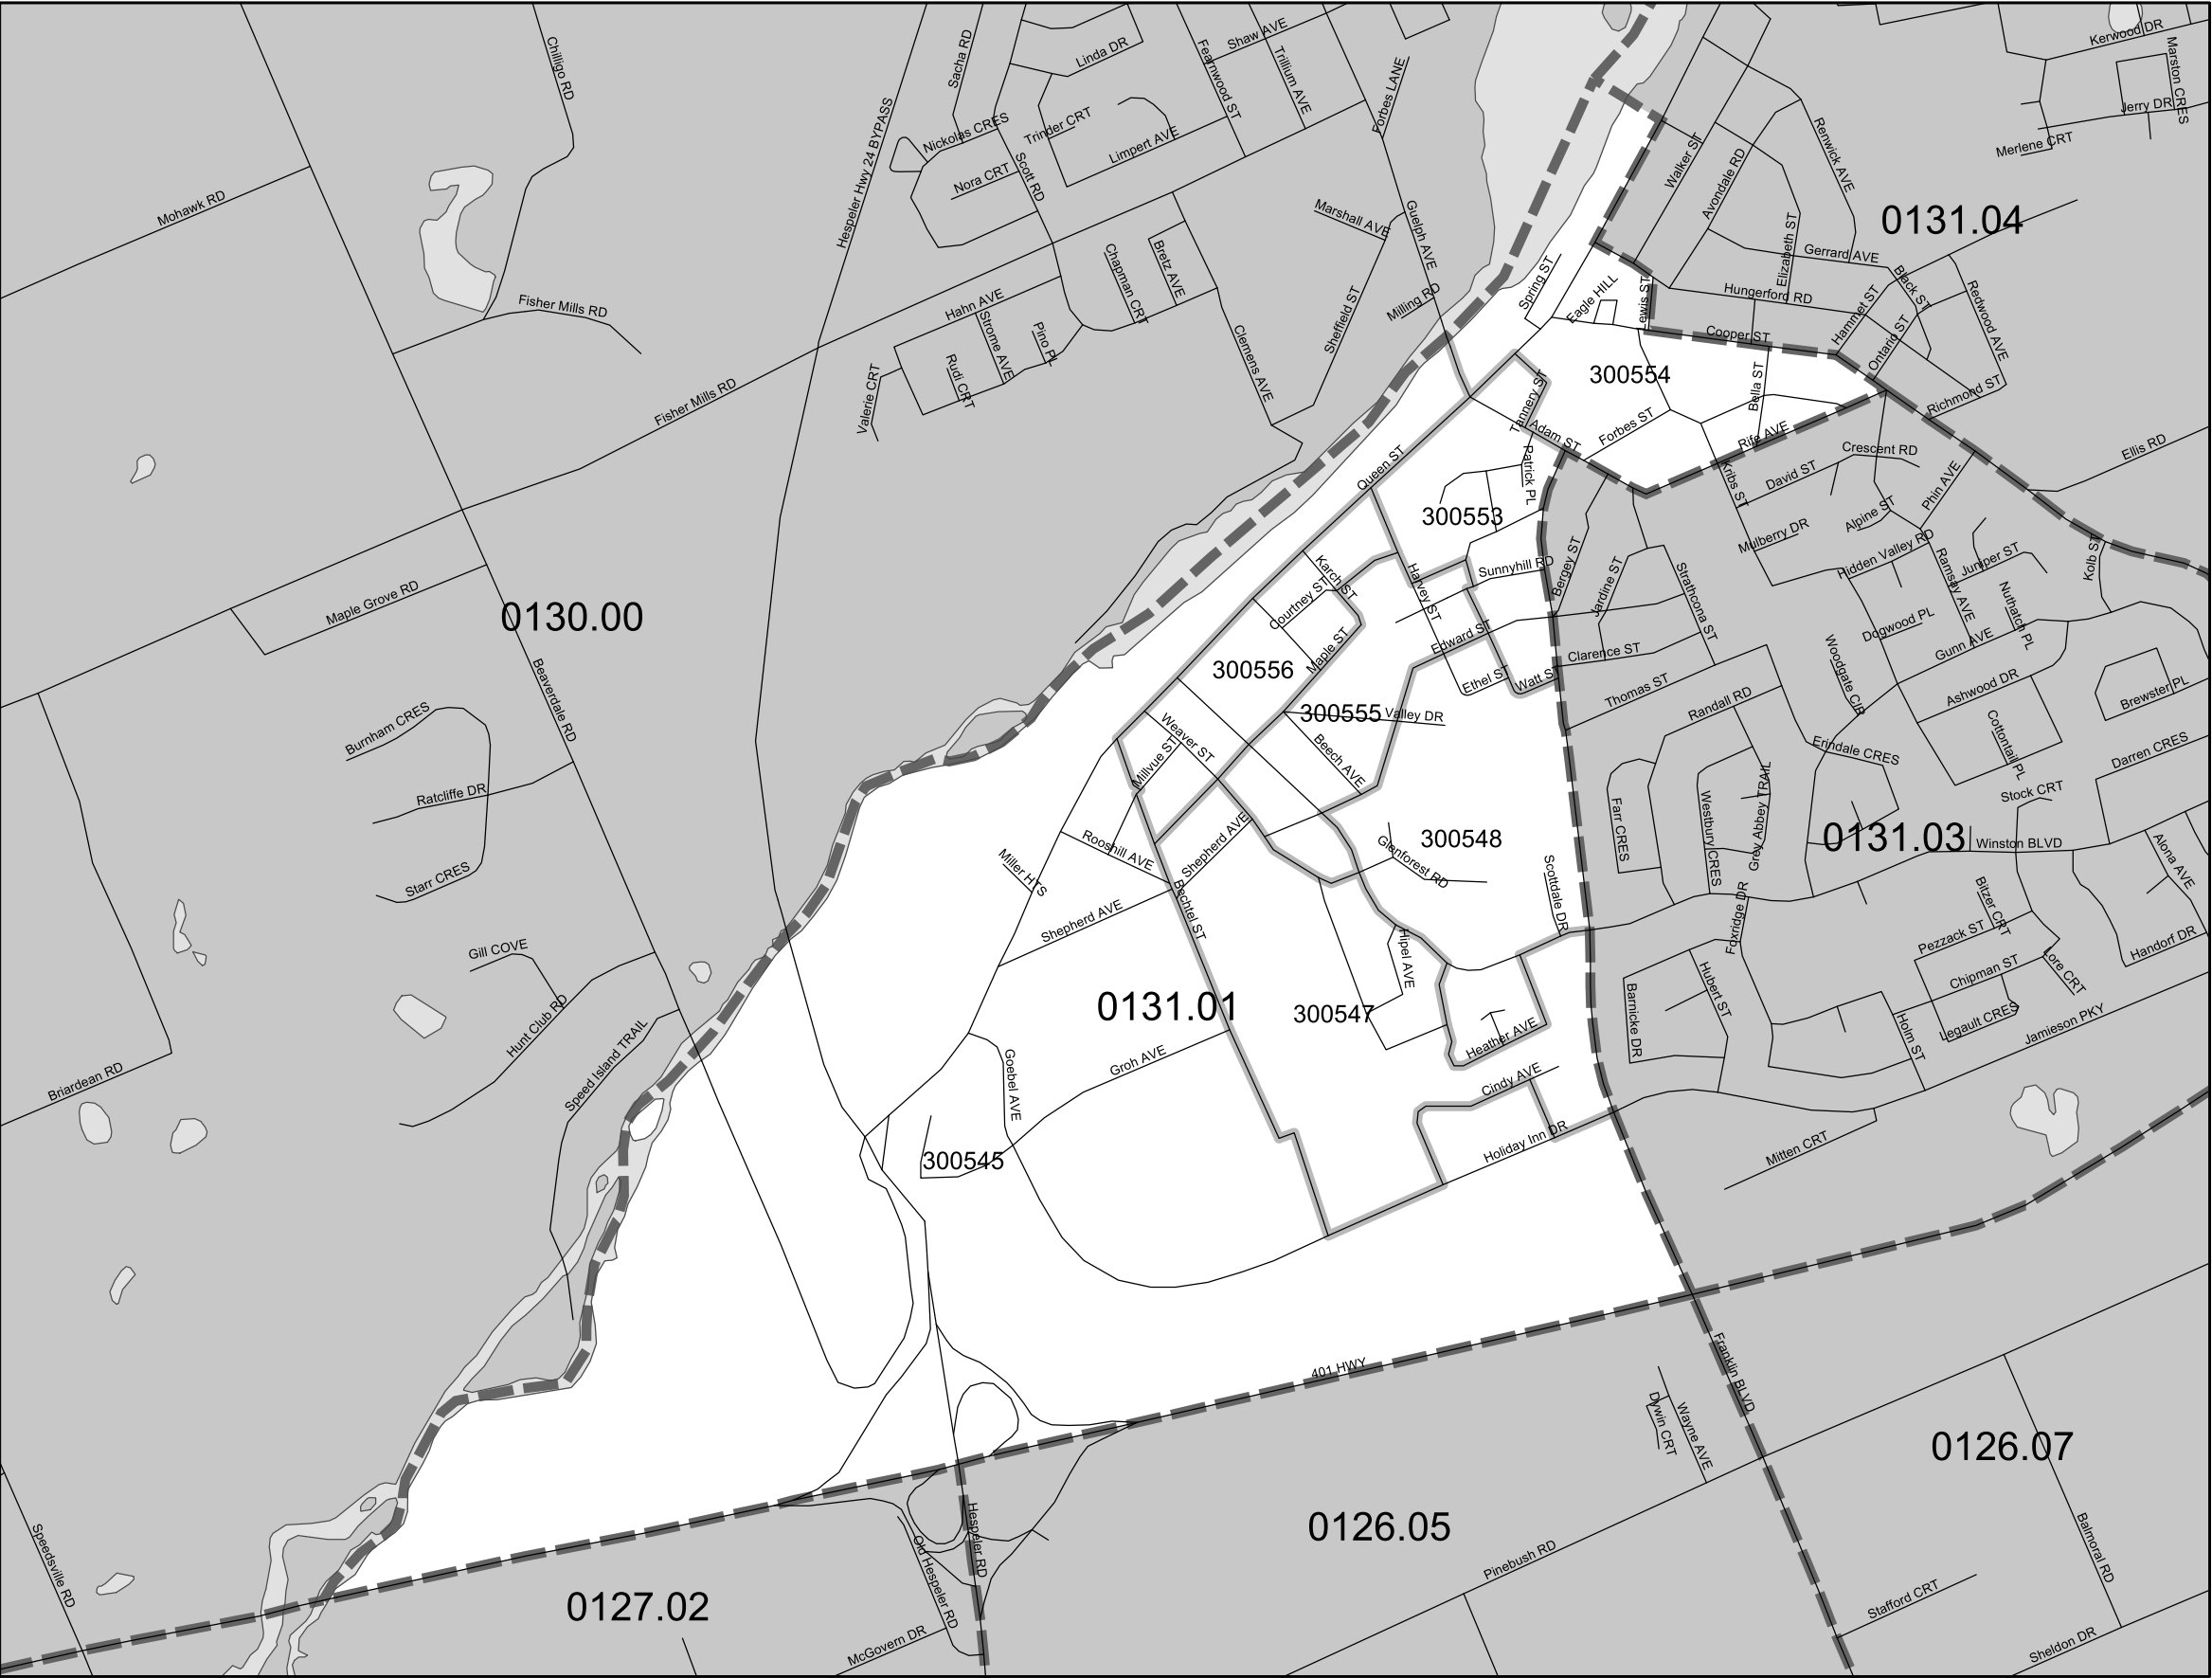 Chilligo RD
Sacha RD
Linda DR
Shaw AVE
Fearnwood ST
Trillium AVE
Forbes LANE
Kerwood DR
Marston CRES
Jerry DR
Merlene CRT
Hespeler Hwy 24 BYPASS
Nickolas CRES
Trinder CRT
Limpert AVE
Nora CRT
Scott RD
Walker ST
Avondale RD
Renwick AVE
Mohawk RD
Marshall AVE
Guelph AVE
0131.04
Elizabeth ST
Gerrard AVE
Chapman CRT
Bretz AVE
Spring ST
Eagle HILL
Lewis ST
Hungerford RD
Black ST
Hammet ST
Redwood AVE
Fisher Mills RD
Hahn AVE
Strome AVE
Pino PL
Rudi CRT
Clemens AVE
Sheffield ST
Milling RD
Cooper ST
Ontario ST
Valerie CRT
Fisher Mills RD
300554
Tannery ST
Bella ST
Richmond ST
Adam ST
Forbes ST
Rife AVE
Crescent RD
Ellis RD
Queen ST
Patrick PL
Kribs ST
David ST
Phin AVE
300553
Alpine ST
Mulberry DR
Hidden Valley RD
Juniper ST
Kolb ST
Ramsay AVE
Nuthatch PL
Maple Grove RD
0130.00
Karch ST
Courtney ST
Harvey ST
Sunnyhill RD
Bergey ST
Jardine ST
Strathcona ST
Dogwood PL
Gunn AVE
Edward ST
Maple ST
Clarence ST
Woodgate CIR
300556
Ethel ST
Watt ST
Thomas ST
Ashwood DR
Brewster PL
Beaverdale RD
Burnham CRES
300555
Valley DR
Randall RD
Cottontail PL
Weaver ST
Millvue ST
Beech AVE
Erindale CRES
Darren CRES
Ratcliffe DR
Stock CRT
Farr CRES
Westbury CRES
Grey Abbey TRAIL
300548
0131.03
Winston BLVD
Rooshill AVE
Shepherd AVE
Glenforest RD
Alona AVE
Miller HTS
Starr CRES
Bechtel ST
Scottdale DR
Foxridge DR
Bitzer CRT
Shepherd AVE
Pezzack ST
Handorf DR
Gill COVE
Hipel AVE
Hubert ST
Chipman ST
Lore CRT
Barnicke DR
0131.01
300547
Hunt Club RD
Heather AVE
Holm ST
Legault CRES
Jamieson PKY
Speed Island TRAIL
Groh AVE
Goebel AVE
Cindy AVE
Briardean RD
Holiday Inn DR
Mitten CRT
300545
401 HWY
Franklin BLVD
Dywin CRT
Wayne AVE
0126.07
0126.05
Speedsville RD
Hespeler RD
Old Hespeler RD
Pinebush RD
Balmoral RD
0127.02
Stafford CRT
McGovern DR
Sheldon DR